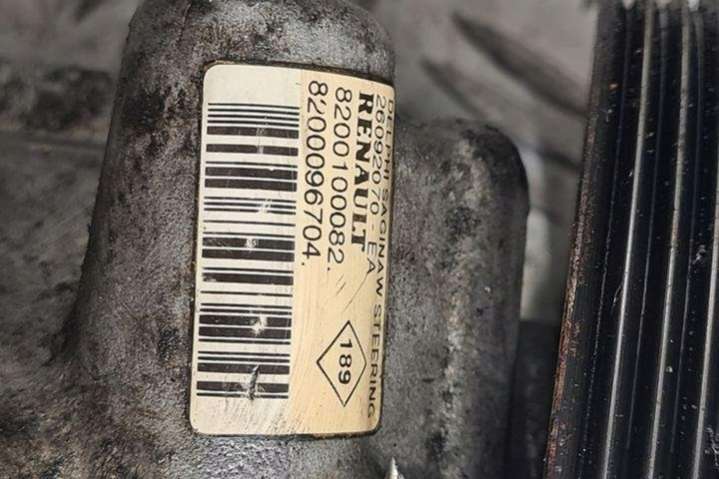 DELPHI SAGINAW STEERING
26092070-EA
RENAULT
8200100082.
8200096704.
189